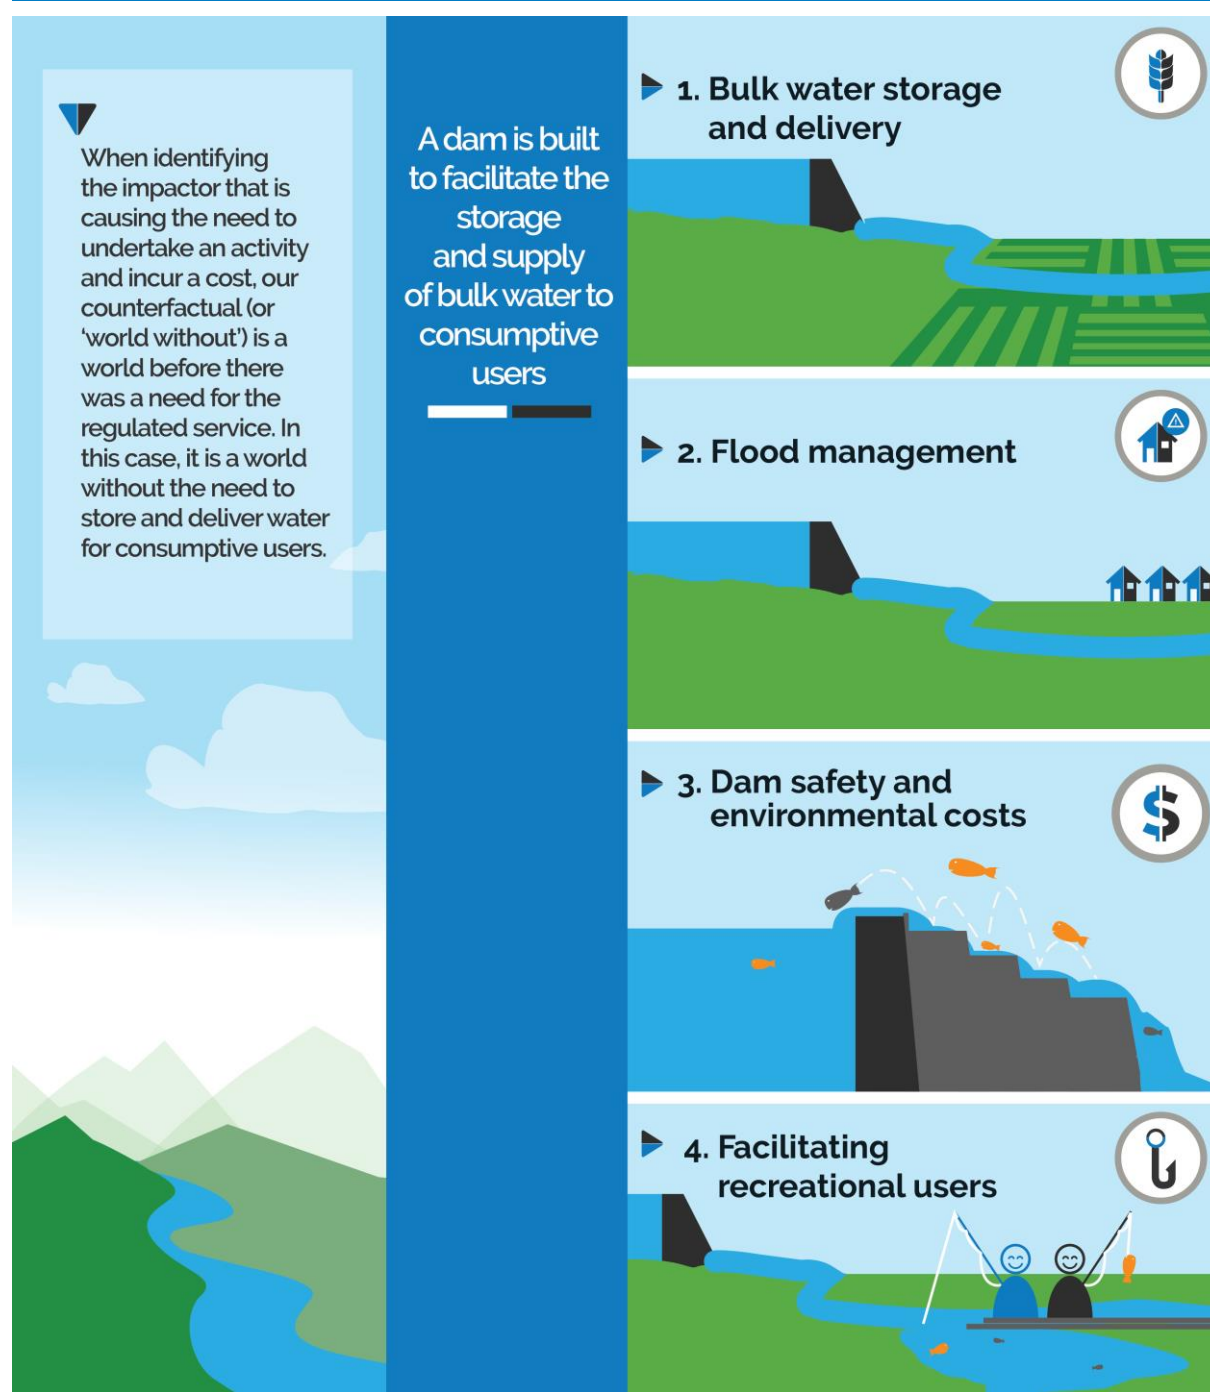 When identifying
the impactor that is
causing the need to
undertake an activity
and incur a cost, our
counterfactual (or
‘world without’) is a
world before there
was a need for the
regulated service. In
this case, it is a world
without the need to
store and deliver water
for consumptive users.
A dam is built
to facilitate the
storage
and supply
of bulk water to
consumptive
users
1. Bulk water storage
and delivery
2. Flood management
3. Dam safety and
environmental costs
$
4. Facilitating
recreational users